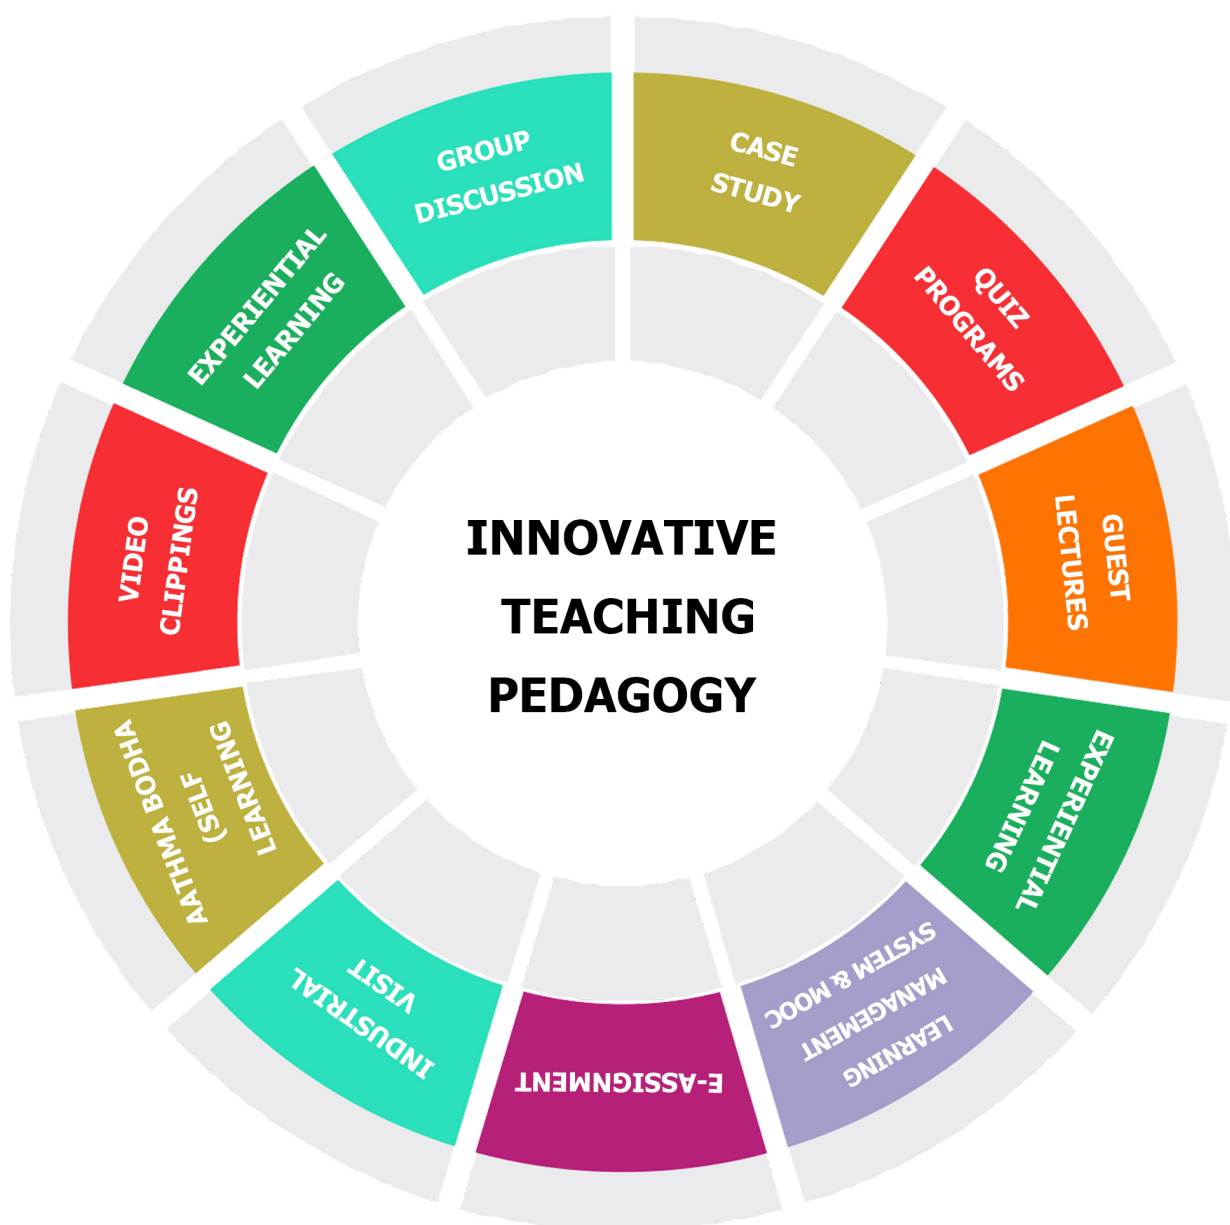 INNOVATIVE
TEACHING
PEDAGOGY
CASE
STUDY
QUIZ
PROGRAMS
GUEST
LECTURES
EXPERIENTIAL
LEARNING
LEARNING
MANAGEMENT
SYSTEM & MOOC
E-ASSIGNMENT
INDUSTRIAL
VISIT
AATHMA BODHA
(SELF
LEARNING
VIDEO
CLIPPINGS
EXPERIENTIAL
LEARNING
GROUP
DISCUSSION